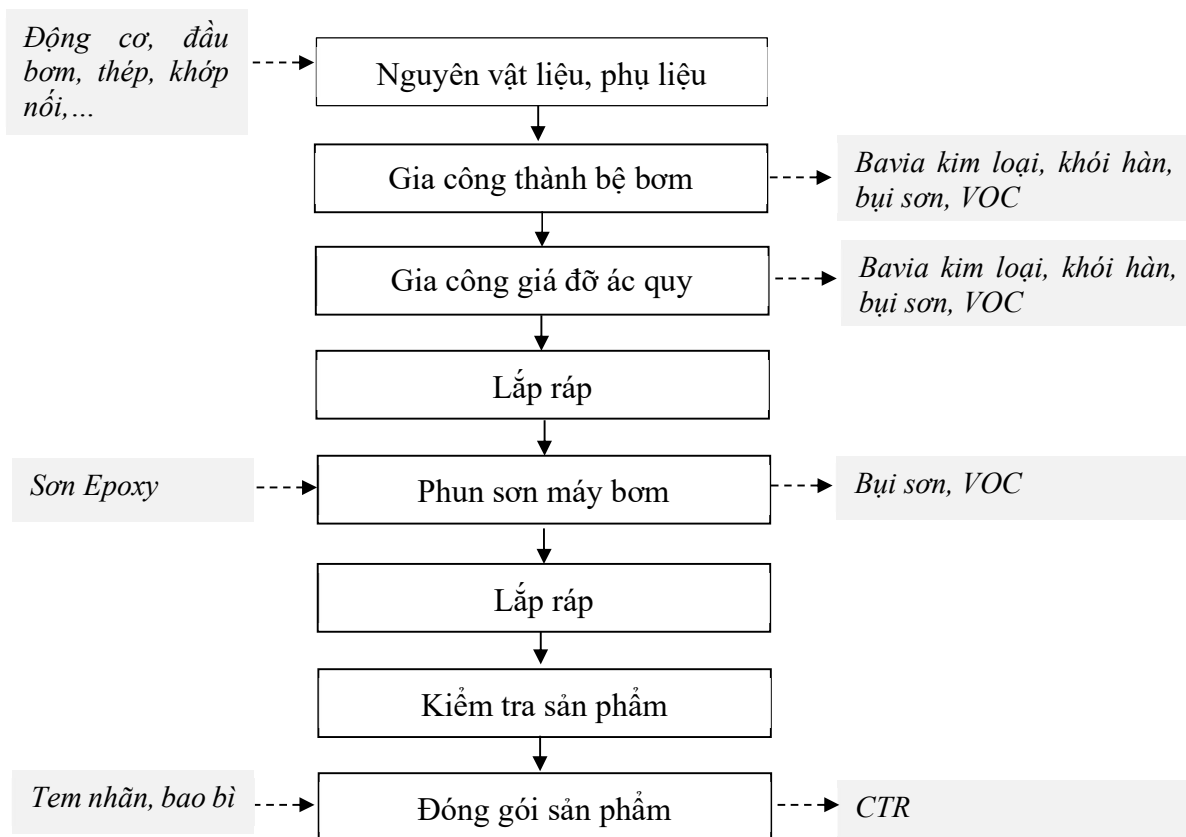 Động cơ, đầu
bơm, thép, khớp
nối,…
Nguyên vật liệu, phụ liệu
Gia công thành bệ bơm
Bavia kim loại, khói hàn,
bụi sơn, VOC
Gia công giá đỡ ác quy
Bavia kim loại, khói hàn,
bụi sơn, VOC
Lắp ráp
Sơn Epoxy
Phun sơn máy bơm
Bụi sơn, VOC
Lắp ráp
Kiểm tra sản phẩm
Tem nhãn, bao bì
Đóng gói sản phẩm
CTR